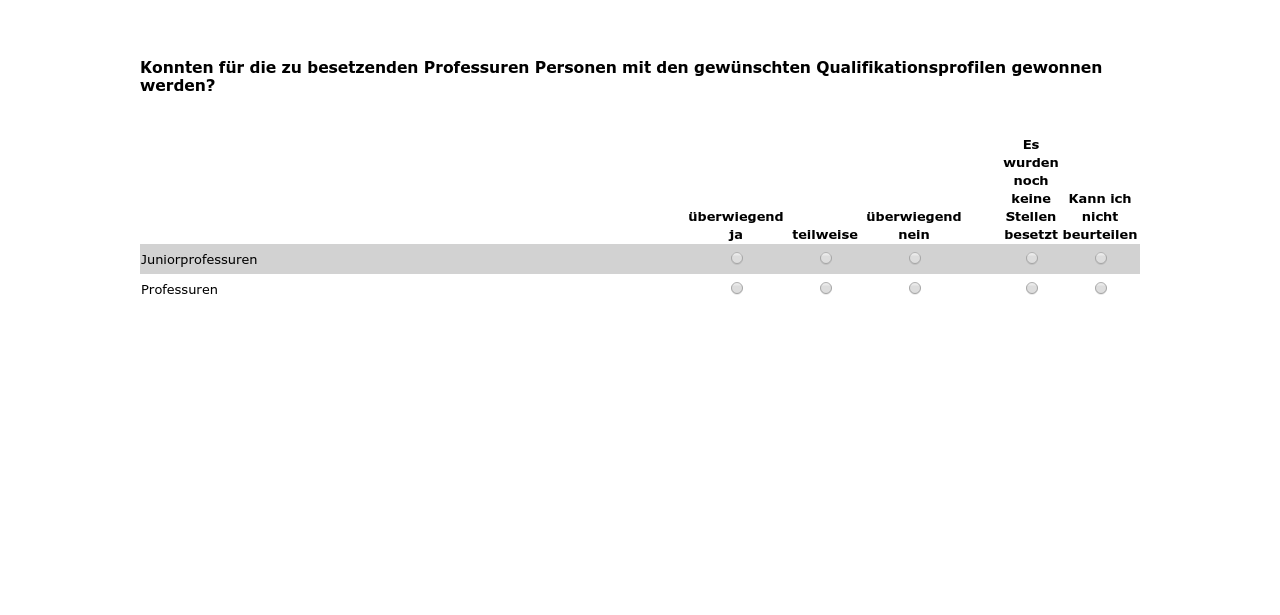 Konnten für die zu besetzenden Professuren Personen mit den gewünschten Qualifikationsprofilen gewonnen
werden?
überwiegend
ja
teilweise
überwiegend
nein
Es
wurden
noch
keine
Stellen
besetzt
Kann ich
nicht
beurteilen
Juniorprofessuren
Professuren